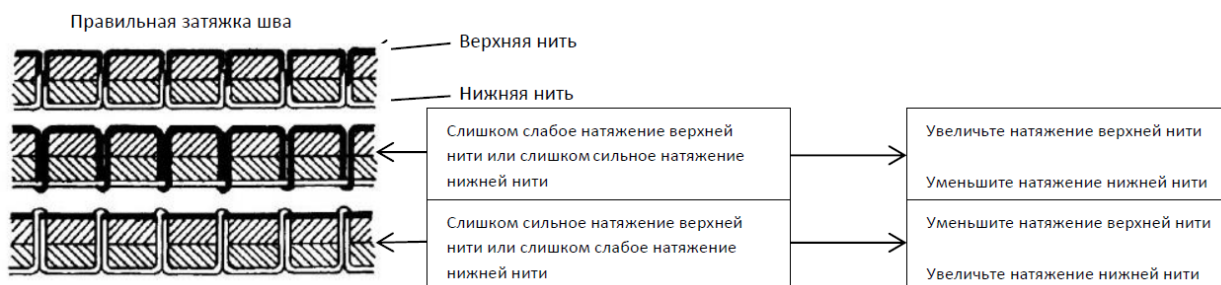 Правильная затяжка шва
Верхняя нить
Нижняя нить
Слишком слабое натяжение верхней
нити или слишком сильное натяжение
нижней нити
Увеличьте натяжение верхней нити
Уменьшите натяжение нижней нити
Слишком сильное натяжение верхней
нити или слишком слабое натяжение
нижней нити
Уменьшите натяжение верхней нити
Увеличьте натяжение нижней нити